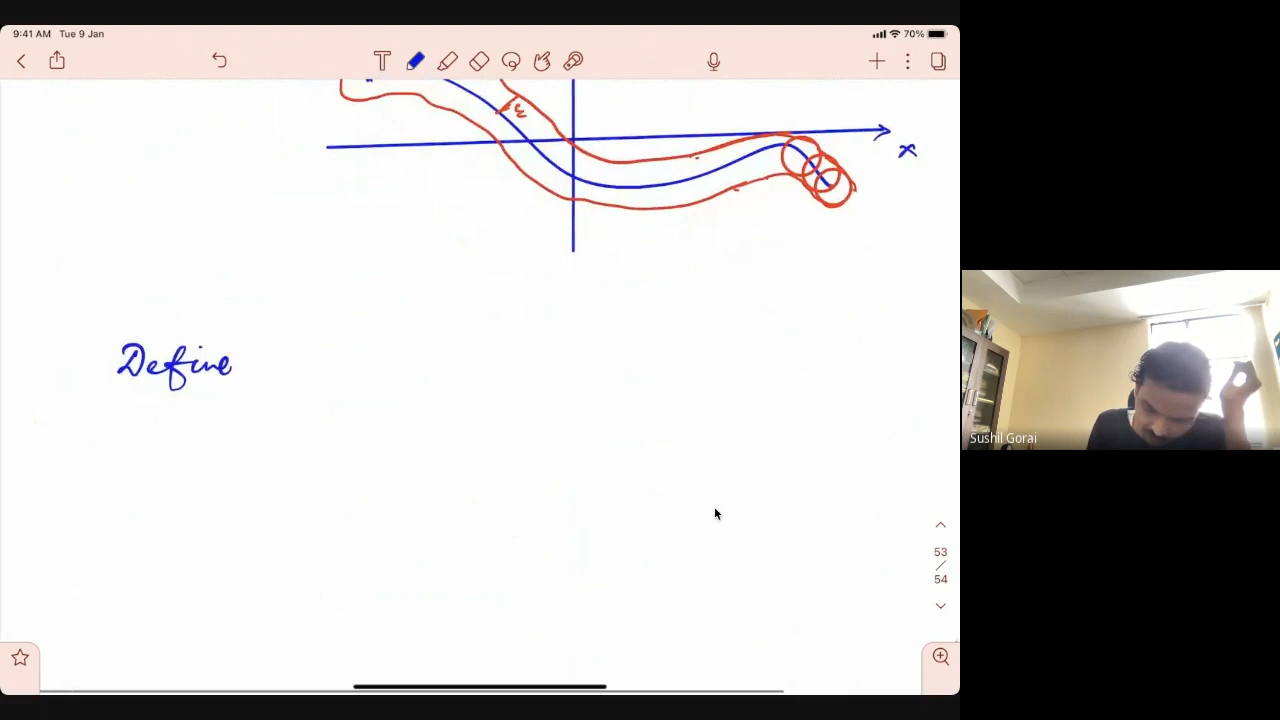 9:41 AM Tue 9 Jan
70%
T
ε
x
Define
Sushil Gorai
53
/
54